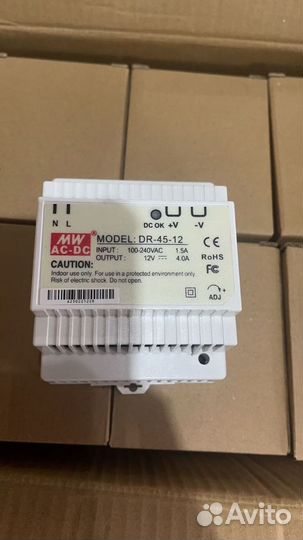 N L
DC OK +V -V
MW
AC-DC
MODEL: DR-45-12
INPUT : 100-240VAC 1.5A
OUTPUT : 12V 4.0A
CAUTION:
Indoor use only. For use in a protected environment only
Risk of electric shock. Do not open.
CE
RoHS
FC
- +
ADJ
Avito